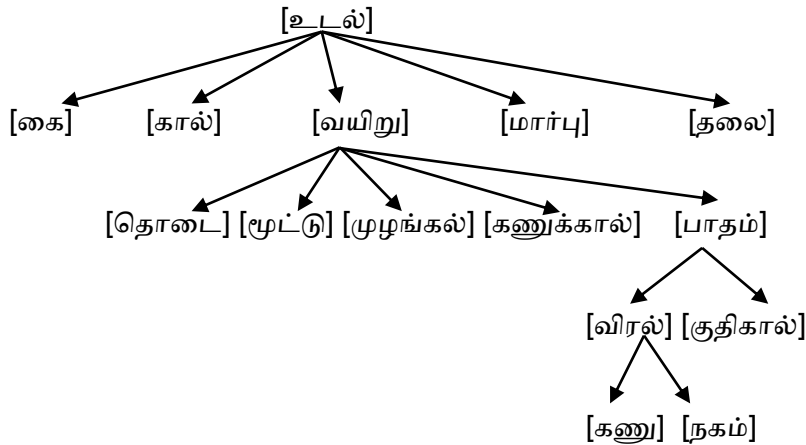 [உடல்]
[கை] [கால்] [வயிறு] [மார்பு] [தலை]
[தொடை] [மூட்டு] [முழங்கல்] [கணுக்கால்] [பாதம்]
[விரல்] [குதிகால்]
[கணு] [நகம்]